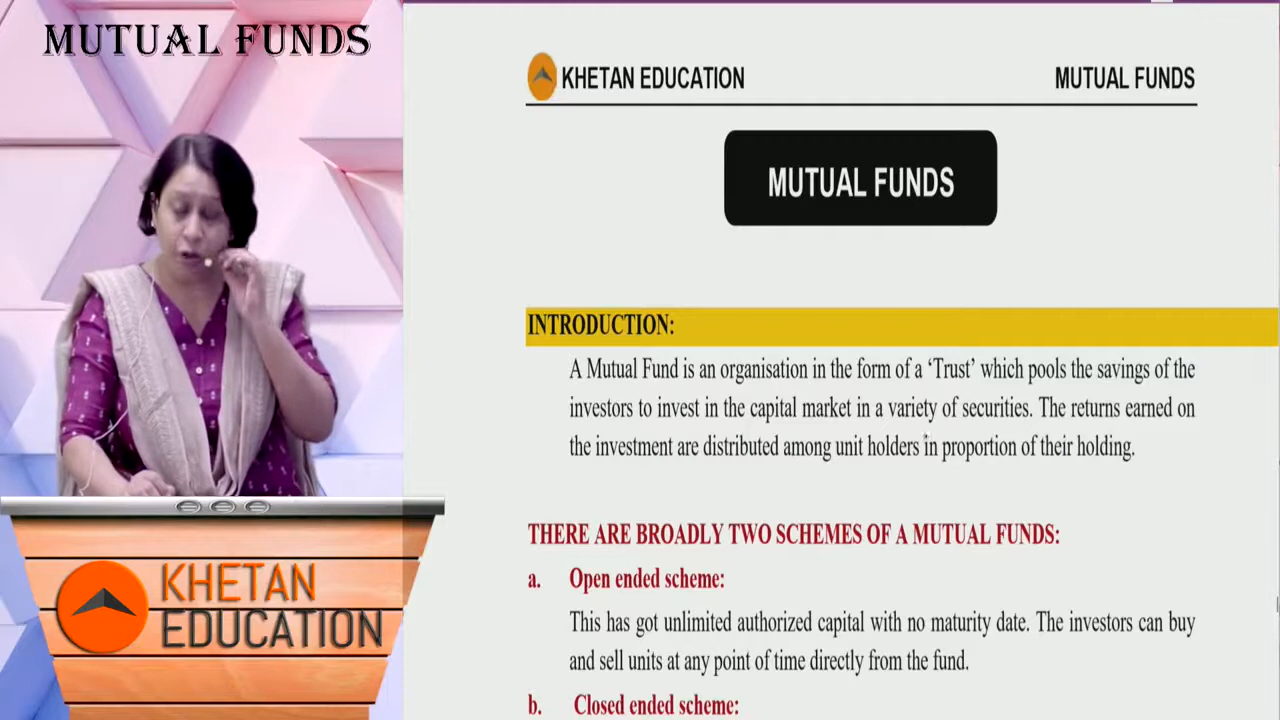 MUTUAL FUNDS
KHETAN EDUCATION
MUTUAL FUNDS
MUTUAL FUNDS
INTRODUCTION:
A Mutual Fund is an organisation in the form of a ‘Trust’ which pools the savings of the
investors to invest in the capital market in a variety of securities. The returns earned on
the investment are distributed among unit holders in proportion of their holding.
THERE ARE BROADLY TWO SCHEMES OF A MUTUAL FUNDS:
a. Open ended scheme:
This has got unlimited authorized capital with no maturity date. The investors can buy
and sell units at any point of time directly from the fund.
b. Closed ended scheme:
KHETAN
EDUCATION